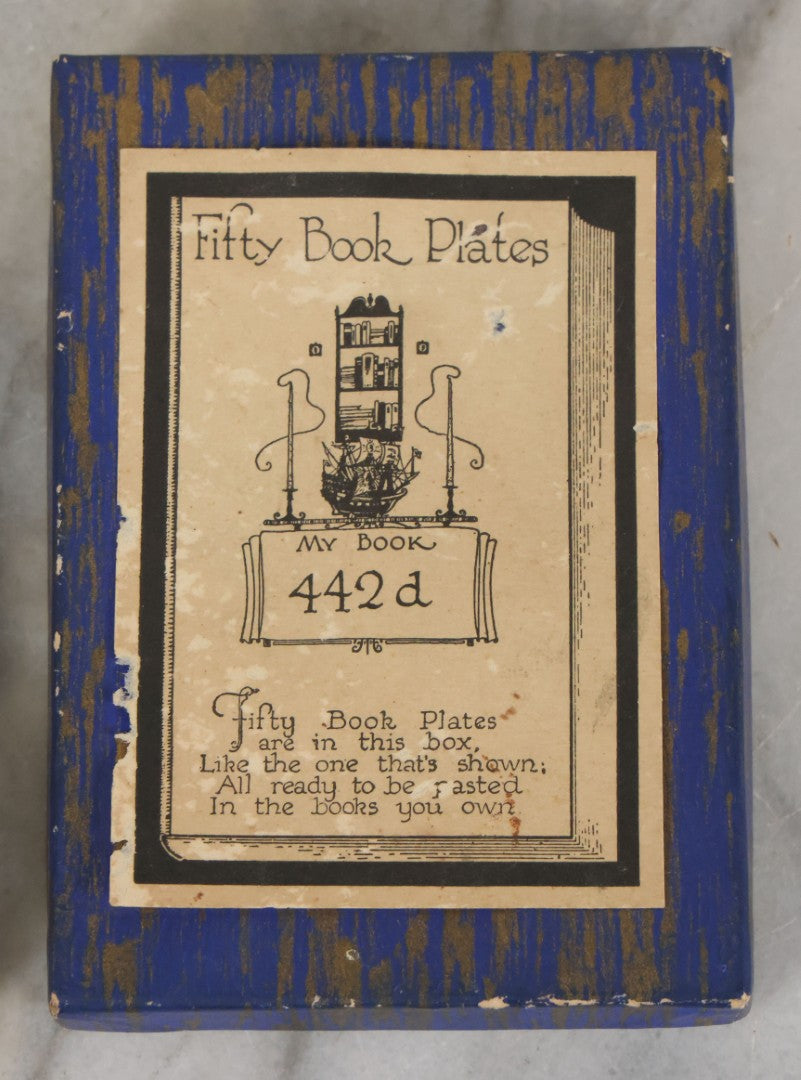 Fifty Book Plates
My Book
442d
Fifty Book Plates
are in this box,
Like the one that's shown;
All ready to be pasted
In the books you own.